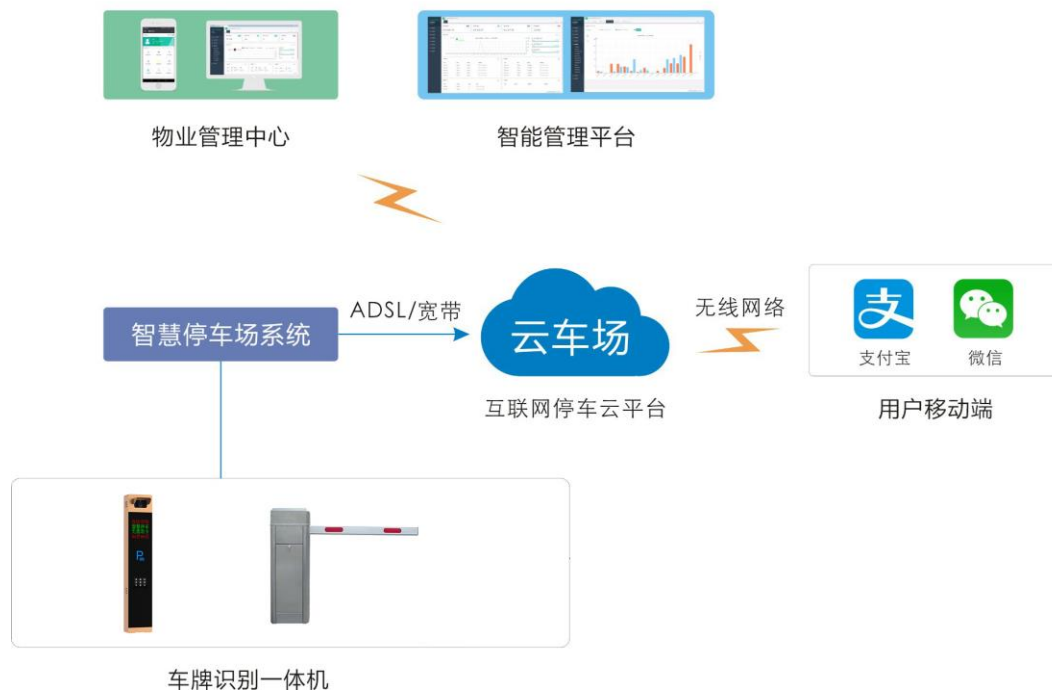 物业管理中心
智能管理平台
智慧停车场系统
ADSL/宽带
云车场
互联网停车云平台
无线网络
支
支付宝
微信
用户移动端
P
车牌识别一体机